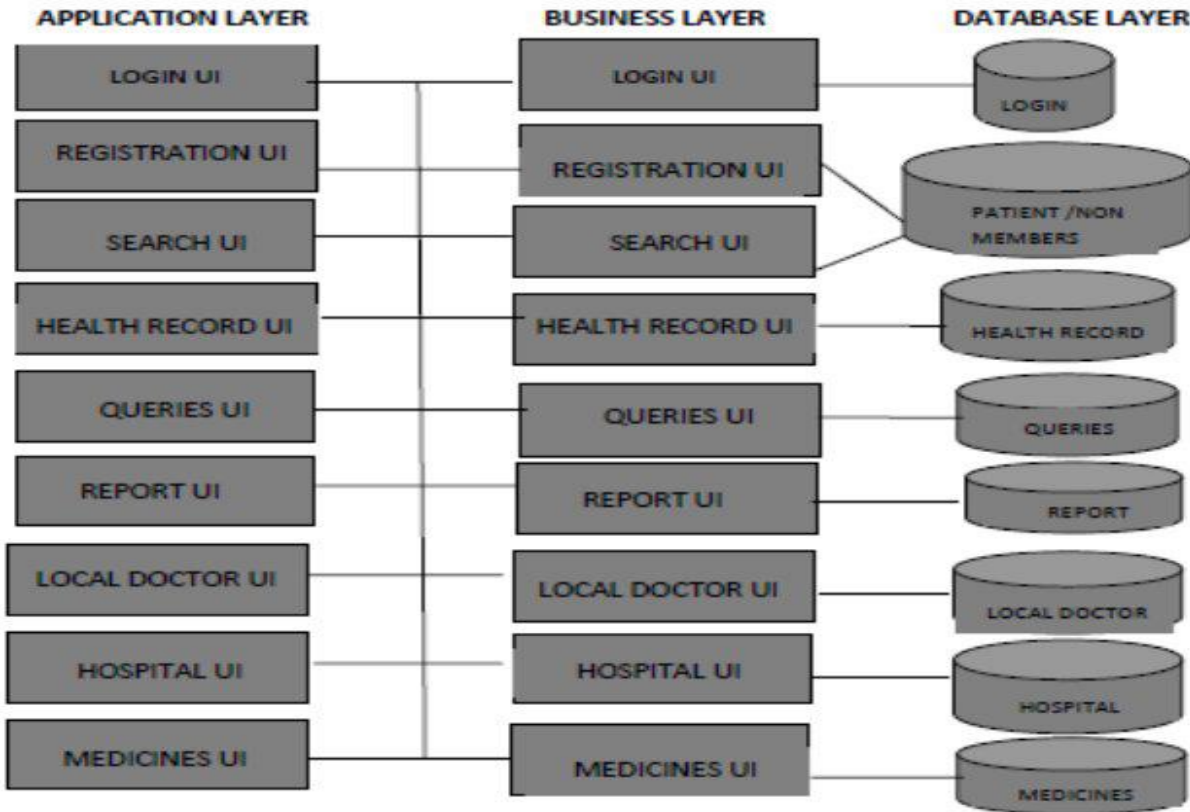 APPLICATION LAYER
BUSINESS LAYER
DATABASE LAYER
LOGIN UI
LOGIN UI
LOGIN
REGISTRATION UI
REGISTRATION UI
PATIENT /NON
MEMBERS
SEARCH UI
SEARCH UI
HEALTH RECORD UI
HEALTH RECORD UI
HEALTH RECORD
QUERIES UI
QUERIES UI
QUERIES
REPORT UI
REPORT UI
REPORT
LOCAL DOCTOR UI
LOCAL DOCTOR UI
LOCAL DOCTOR
HOSPITAL UI
HOSPITAL UI
HOSPITAL
MEDICINES UI
MEDICINES UI
MEDICINES